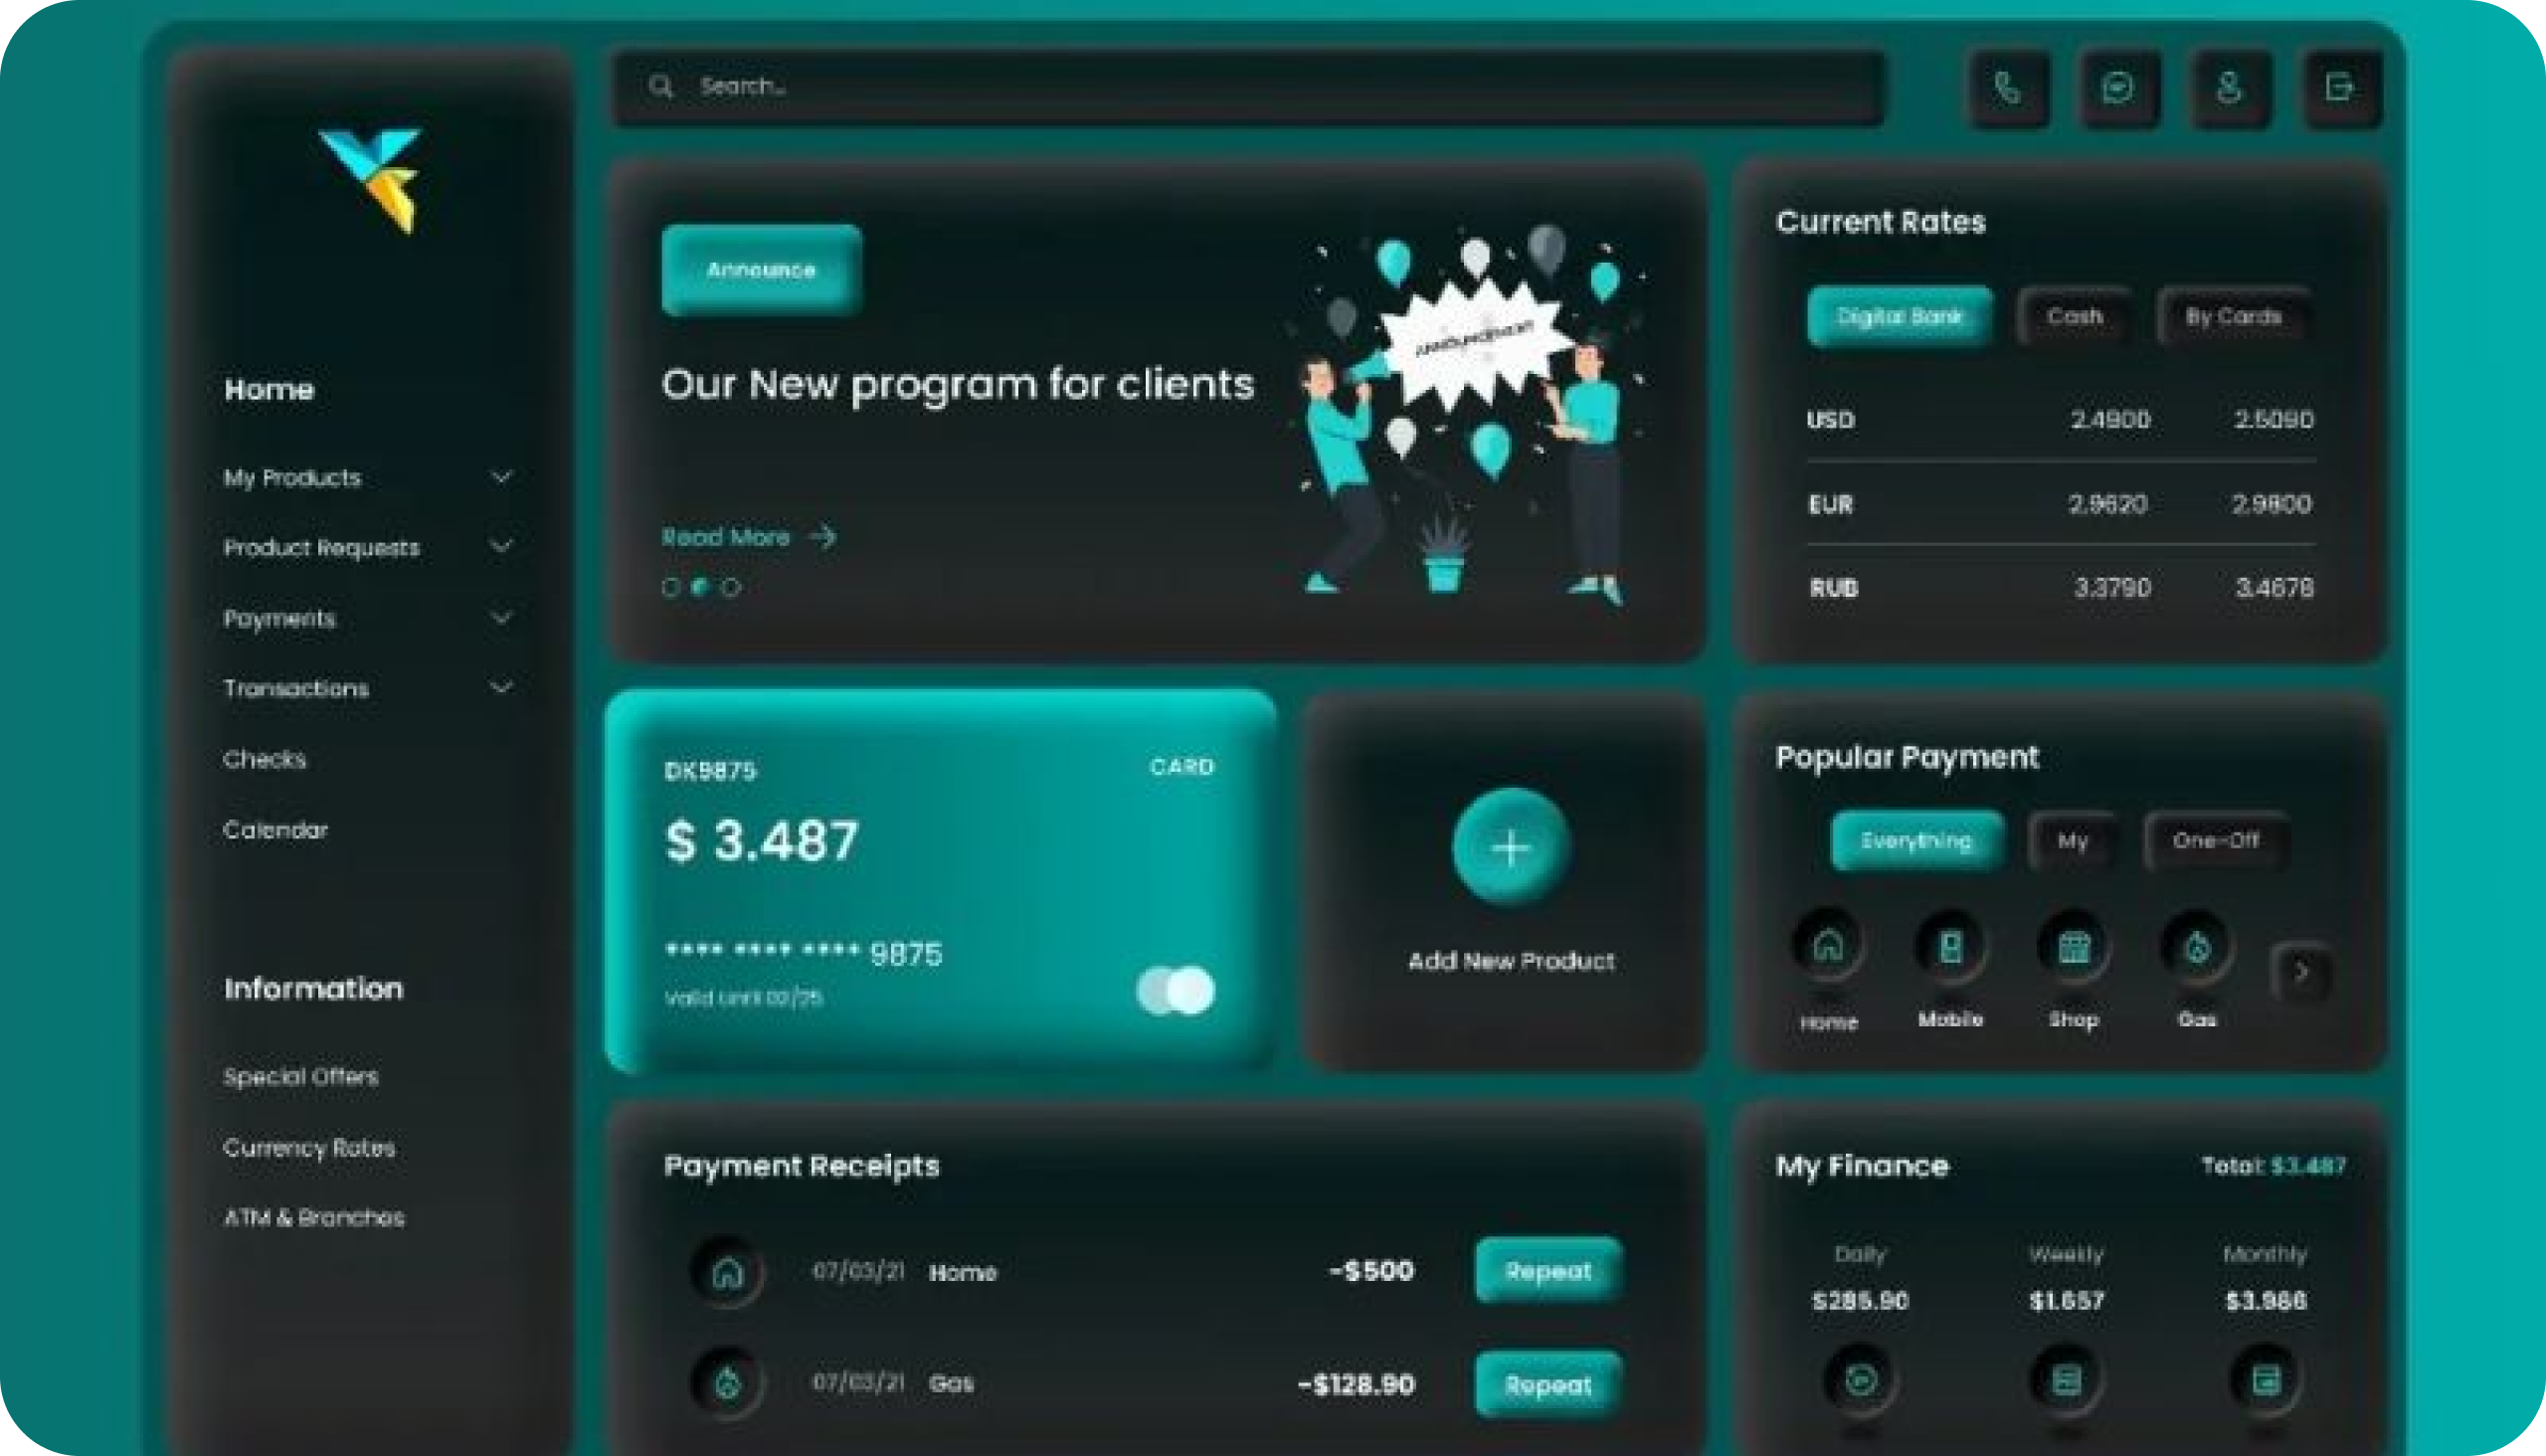 Search...
Home
My Products
Product Requests
Payments
Transactions
Checks
Calendar
Information
Special Offers
Currency Rates
ATM & Branches
Announce
Our New program for clients
Read More
Current Rates
Digital Bank Cash By Cards
USD 2.4900 2.5090
EUR 2.9620 2.9800
RUB 3.3790 3.4678
DK9875 CARD
$ 3.487
**** **** **** 9875
Valid Until 02/25
Add New Product
Popular Payment
Everything My One-Off
Home Mobile Shop Gas
Payment Receipts
07/03/21 Home -$500 Repeat
07/03/21 Gas -$128.90 Repeat
My Finance Total: $3.487
Daily Weekly Monthly
$285.90 $1.657 $3.986